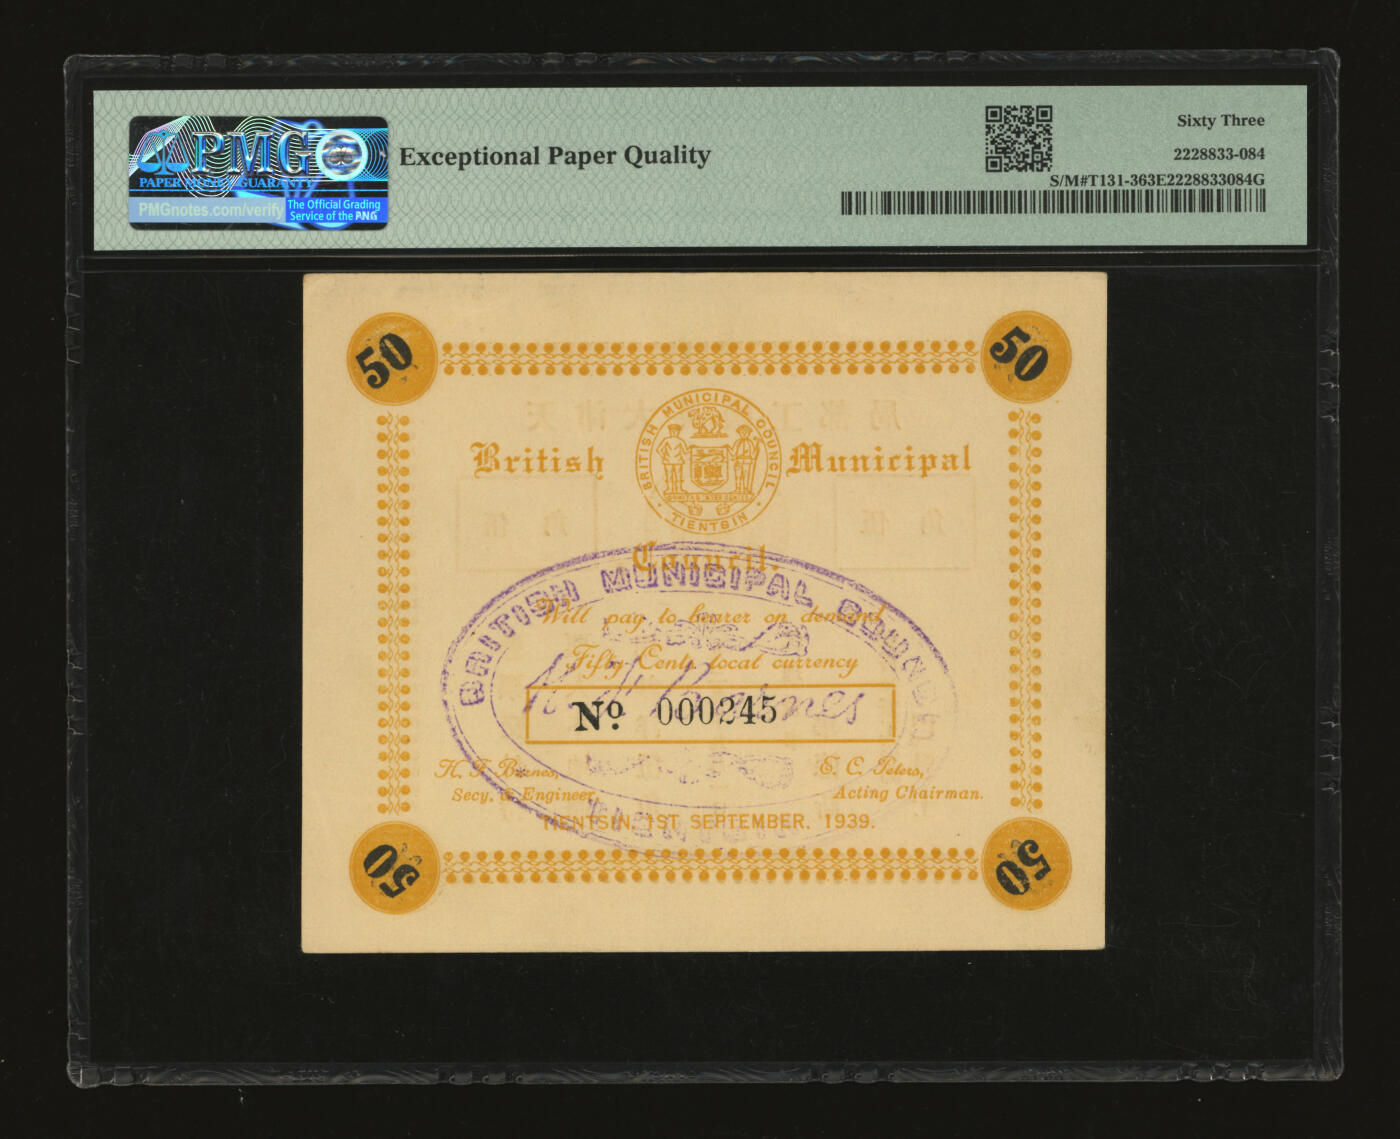 PMG
PAPER MONEY GUARANTY
PMGnotes.com/verify
The Official Grading
Service of the PNG
Exceptional Paper Quality
Sixty Three
2228833-084
S/M#T131-363E2228833084G
50
50
BRITISH MUNICIPAL COUNCIL
TIENTSIN
British Municipal
Council.
BRITISH MUNICIPAL COUNCIL
Will pay to bearer on demand
Fifty Cents local currency
No 000245
H. F. Barnes,
Secy. & Engineer
E. C. Peters,
Acting Chairman.
TIENTSIN
TIENTSIN, 1ST SEPTEMBER. 1939.
50
50